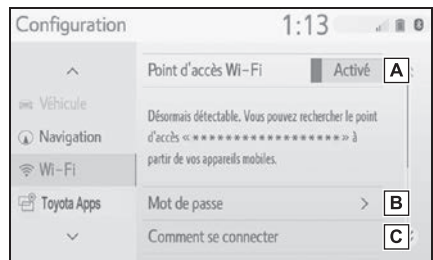 Configuration 1:13
Point d'accès Wi-Fi Activé A
Véhicule
Désormais détectable. Vous pouvez rechercher le point
d'accès « ******************* » à
partir de vos appareils mobiles.
Navigation
Wi-Fi
Toyota Apps
Mot de passe > B
Comment se connecter C